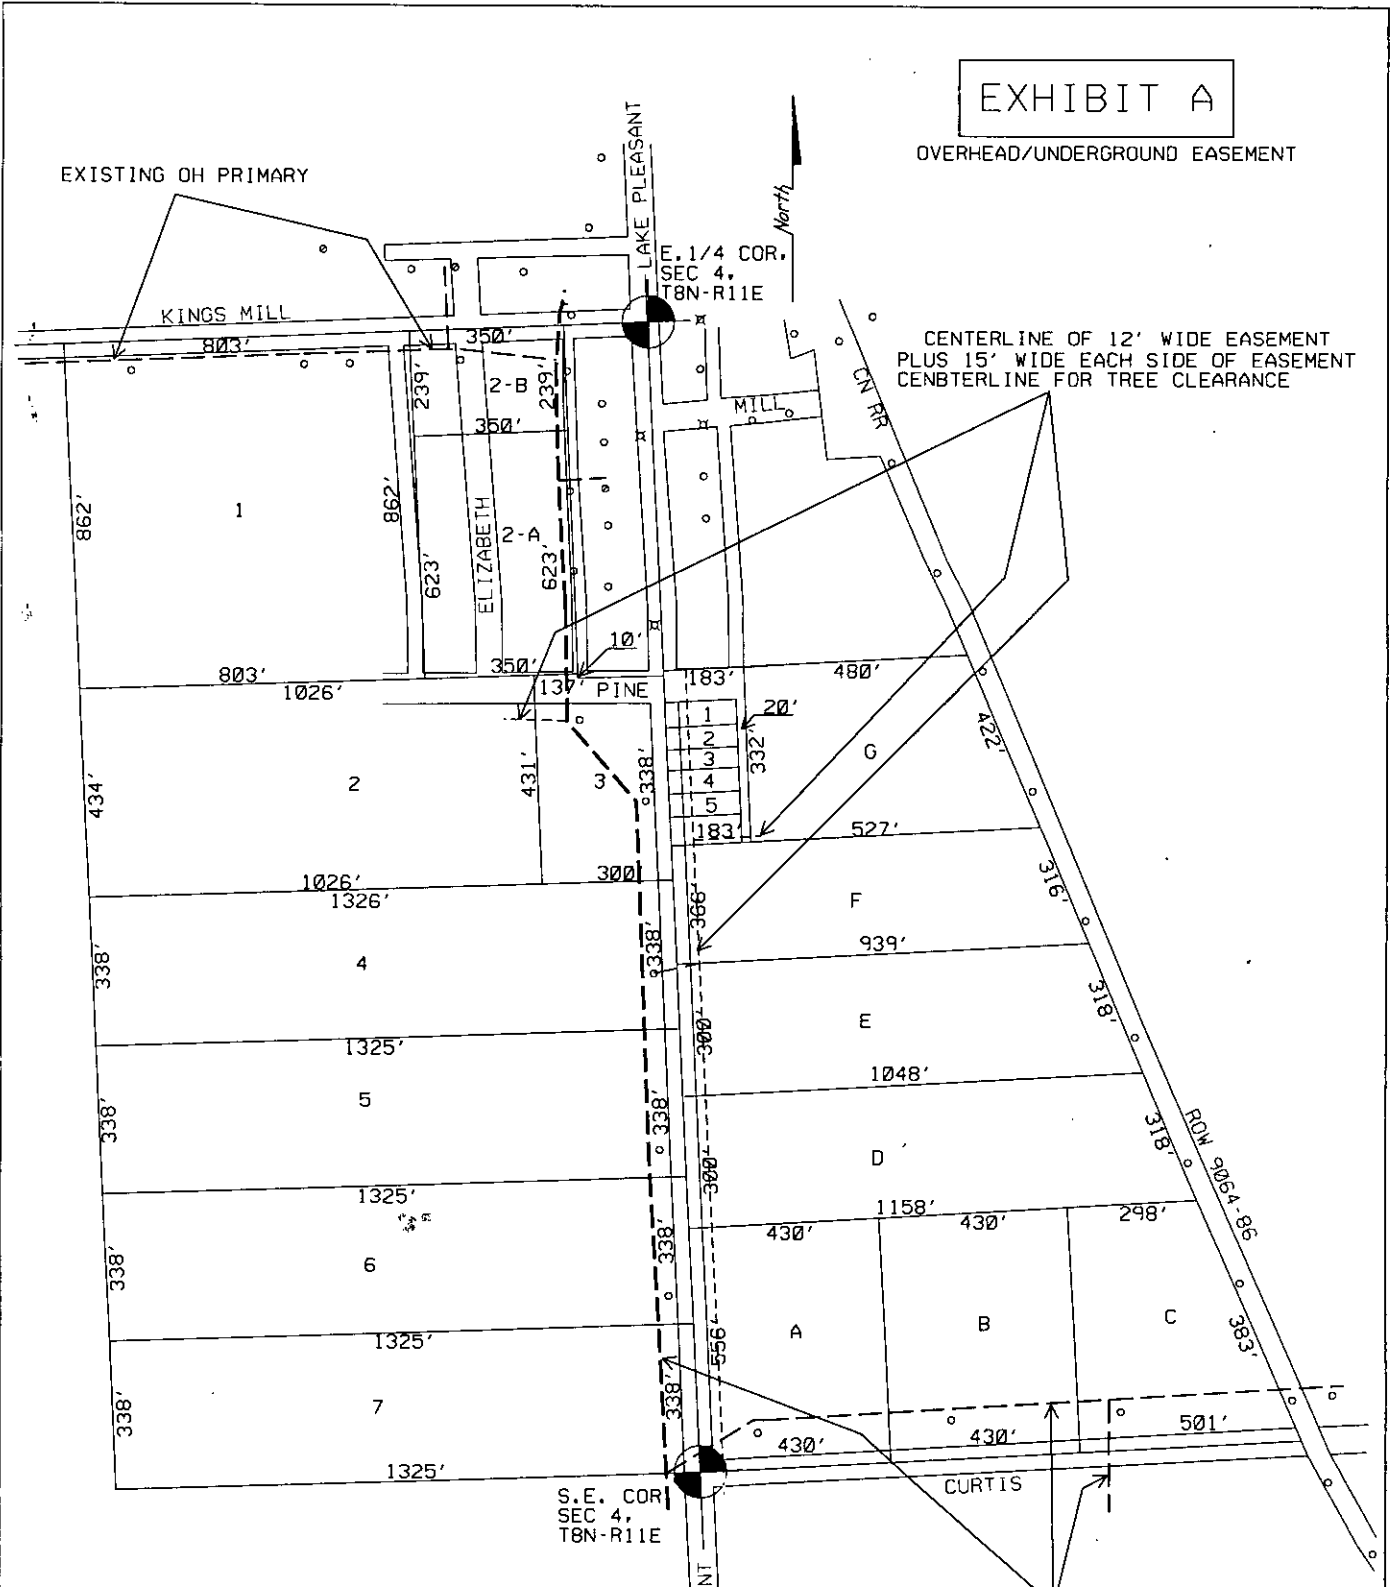 EXHIBIT A
OVERHEAD/UNDERGROUND EASEMENT
EXISTING OH PRIMARY
LAKE PLEASANT
North
E. 1/4 COR.
SEC 4,
T8N-R11E
KINGS MILL
803'
350'
CENTERLINE OF 12' WIDE EASEMENT
PLUS 15' WIDE EACH SIDE OF EASEMENT
CENBTERLINE FOR TREE CLEARANCE
CN RR
MILL
239'
2-B
239'
350'
862'
1
862'
ELIZABETH
2-A
623'
623'
10'
803'
350'
1026'
137'
PINE
183'
480'
20'
1
2
3
4
5
332'
G
422'
434'
2
431'
3
338'
183'
527'
1026'
300'
1326'
366'
F
316'
939'
338'
4
338'
E
318'
300'
1325'
1048'
338'
5
338'
D
318'
ROW 9064-86
300'
1325'
1158'
430'
430'
298'
338'
6
338'
A
B
C
383'
1325'
556'
338'
7
338'
430'
430'
501'
1325'
CURTIS
S.E. COR
SEC 4,
T8N-R11E
NT